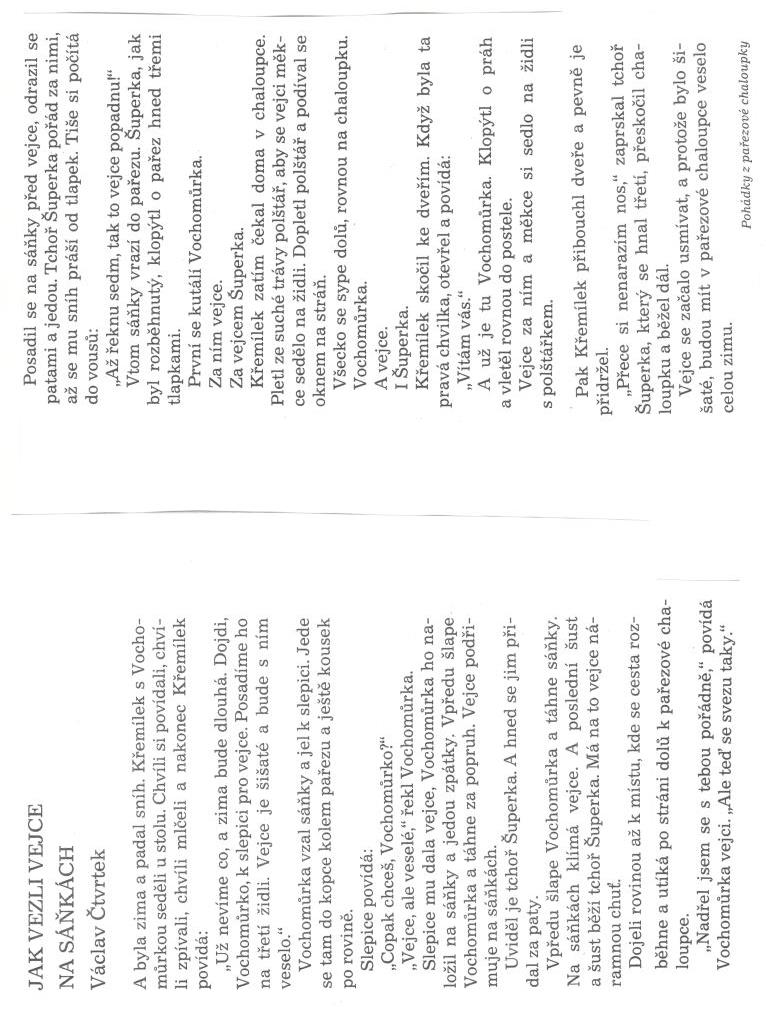 JAK VEZLI VEJCE
NA SÁŇKÁCH
Václav Čtvrtek
A byla zima a padal sníh. Křemílek s Vocho-
můrkou seděli u stolu. Chvíli si povídali, chví-
li zpívali, chvíli mlčeli a nakonec Křemílek
povídá:
„Už nevíme co, a zima bude dlouhá. Dojdi,
Vochomůrko, k slepici pro vejce. Posadíme ho
na třetí židli. Vejce je šišaté a bude s ním
veselo.“
Vochomůrka vzal sáňky a jel k slepici. Jede
se tam do kopce kolem pařezu a ještě kousek
po rovině.
Slepice povídá:
„Copak chceš, Vochomůrko?“
„Vejce, ale veselé,“ řekl Vochomůrka.
Slepice mu dala vejce, Vochomůrka ho na-
ložil na sáňky a jedou zpátky. Vpředu šlape
Vochomůrka a táhne za popruh. Vejce podři-
muje na sáňkách.
Uviděl je tchoř Šuperka. A hned se jim při-
dal za paty.
Vpředu šlape Vochomůrka a táhne sáňky.
Na sáňkách klímá vejce. A poslední šust
a šust běží tchoř Šuperka. Má na to vejce ná-
ramnou chuť.
Dojeli rovinou až k místu, kde se cesta roz-
běhne a utíká po stráni dolů k pařezové cha-
loupce.
„Nadřel jsem se s tebou pořádně,“ povídá
Vochomůrka vejci. „Ale teď se svezu taky.“
Posadil se na sáňky před vejce, odrazil se
patami a jedou. Tchoř Šuperka pořád za nimi,
až se mu sníh práší od tlapek. Tiše si počítá
do vousů:
„Až řeknu sedm, tak to vejce popadnu!“
Vtom sáňky vrazí do pařezu. Šuperka, jak
byl rozběhnutý, klopýtl o pařez hned třemi
tlapkami.
První se kutálí Vochomůrka.
Za ním vejce.
Za vejcem Šuperka.
Křemílek zatím čekal doma v chaloupce.
Pletl ze suché trávy polštář, aby se vejci měk-
ce sedělo na židli. Dopletl polštář a podíval se
oknem na stráň.
Všecko se sype dolů, rovnou na chaloupku.
Vochomůrka.
A vejce.
I Šuperka.
Křemílek skočil ke dveřím. Když byla ta
pravá chvilka, otevřel a povídá:
„Vítám vás.“
A už je tu Vochomůrka. Klopýtl o práh
a vletěl rovnou do postele.
Vejce za ním a měkce si sedlo na židli
s polštářkem.
Pak Křemílek přibouchl dveře a pevně je
přidržel.
„Přece si nenarazím nos,“ zaprskal tchoř
Šuperka, který se hnal třetí, přeskočil cha-
loupku a běžel dál.
Vejce se začalo usmívat, a protože bylo ši-
šaté, budou mít v pařezové chaloupce veselo
celou zimu.
Pohádky z pařezové chaloupky